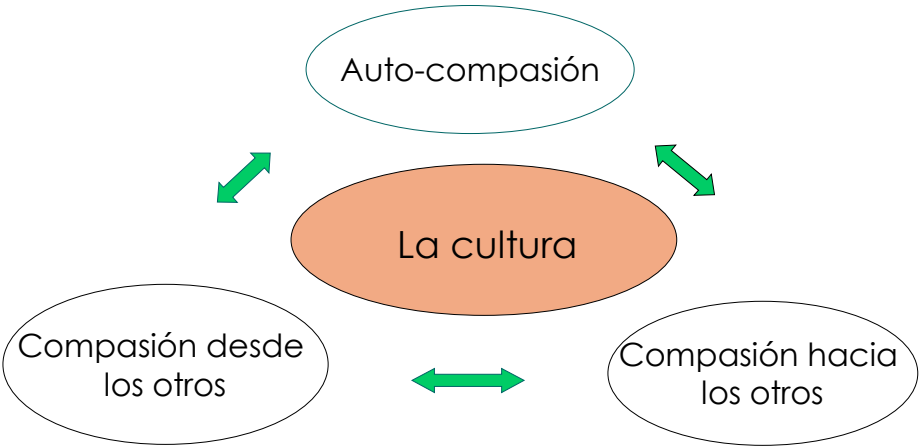 Auto-compasión
La cultura
Compasión desde
los otros
Compasión hacia
los otros